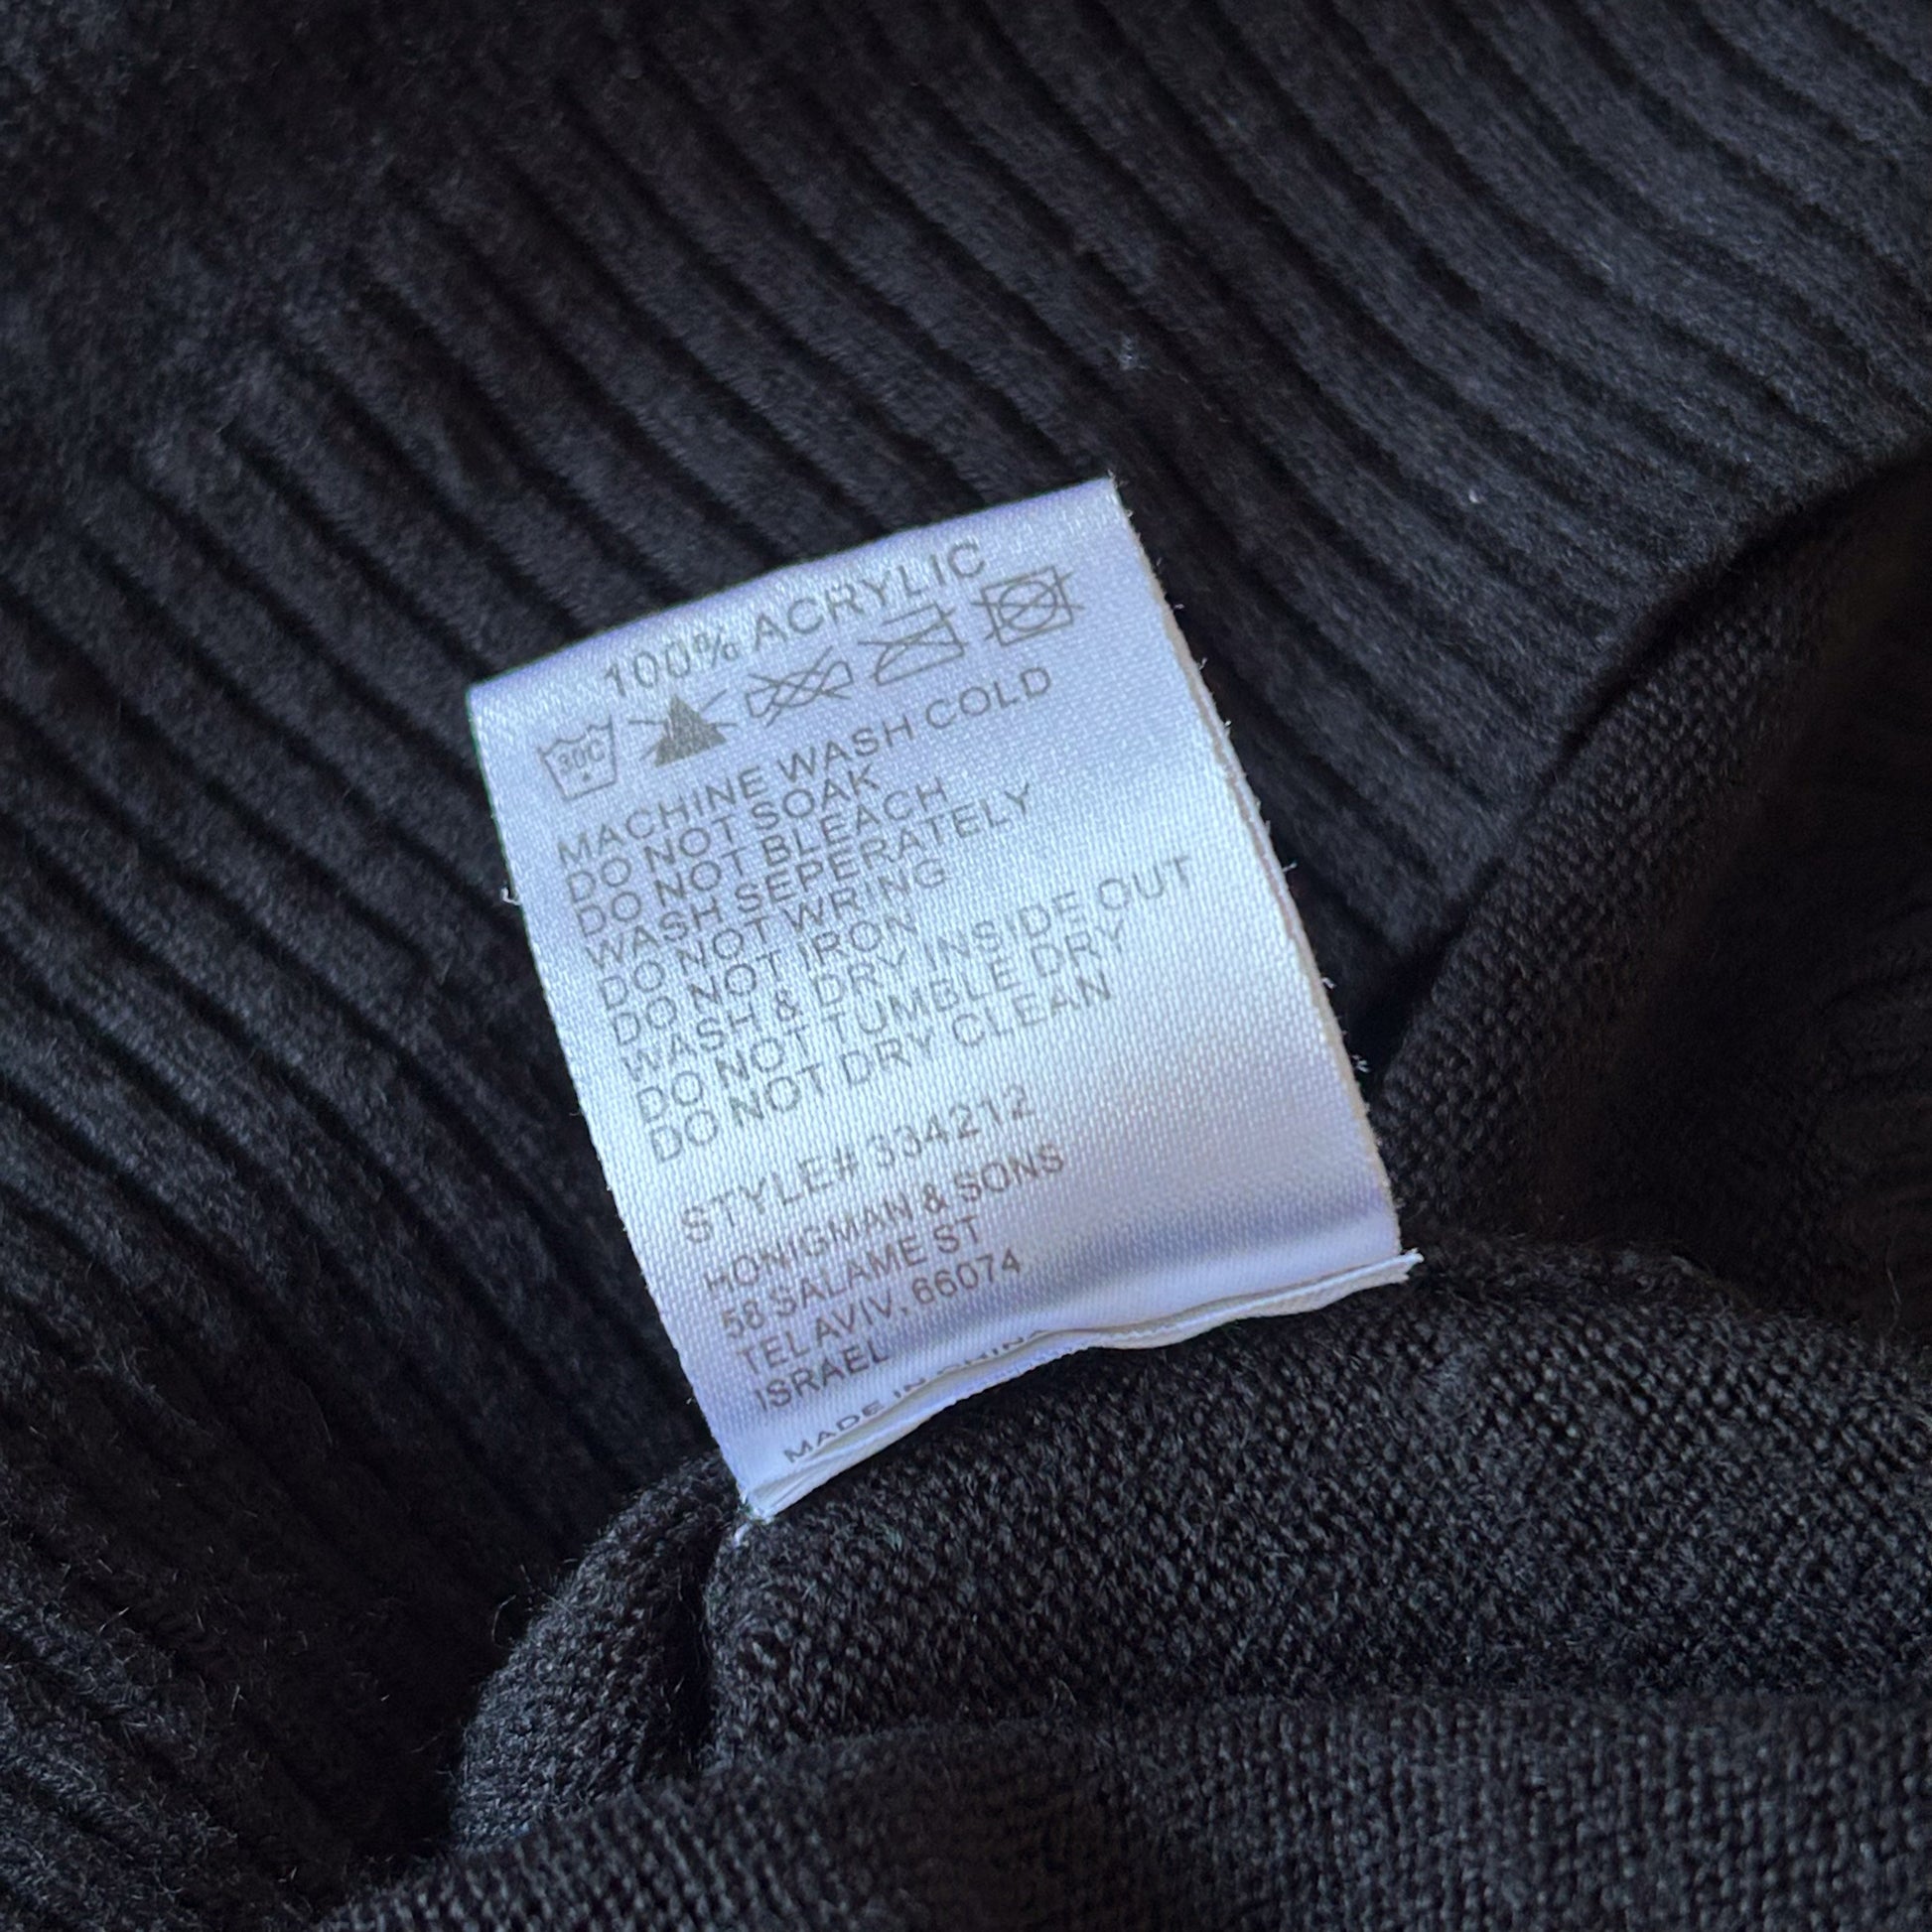 100% ACRYLIC
30°C
MACHINE WASH COLD
DO NOT SOAK
DO NOT BLEACH
WASH SEPERATELY
DO NOT WRING
DO NOT IRON
WASH & DRY INSIDE OUT
DO NOT TUMBLE DRY
DO NOT DRY CLEAN
STYLE# 334212
HONIGMAN & SONS
58 SALAME ST
TEL AVIV, 66074
ISRAEL
MADE IN CHINA